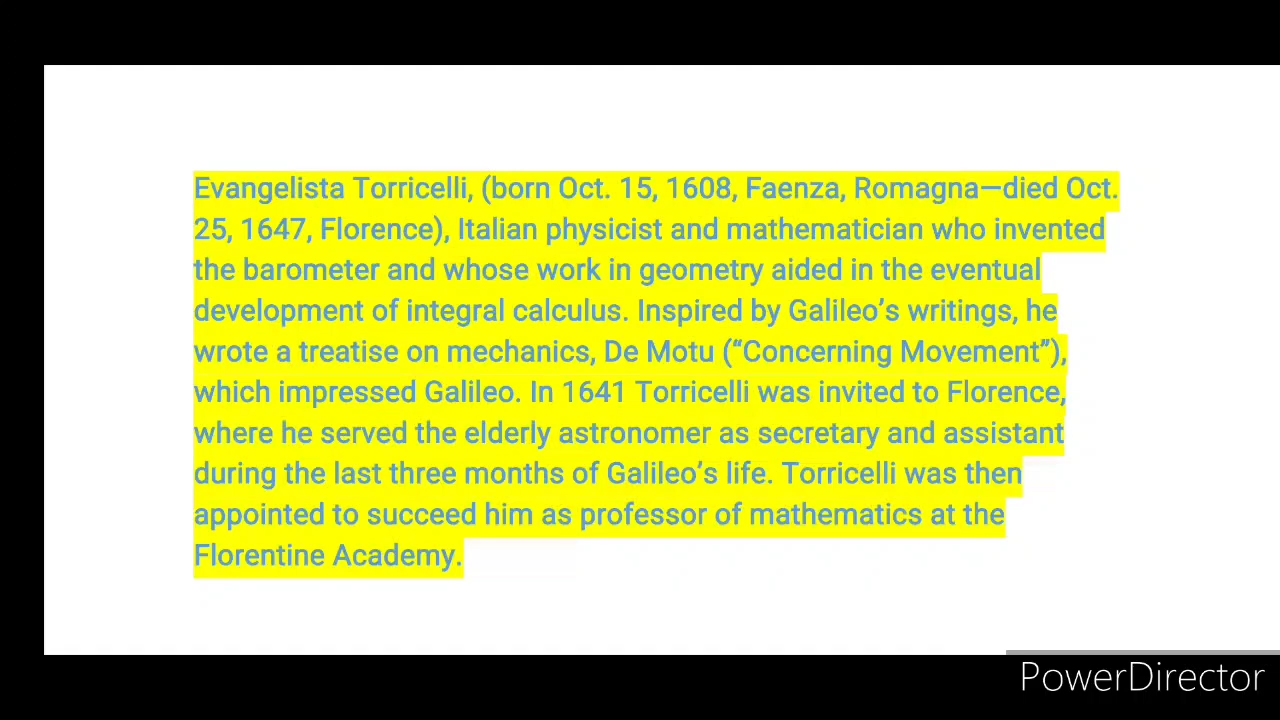 Evangelista Torricelli, (born Oct. 15, 1608, Faenza, Romagna—died Oct.
25, 1647, Florence), Italian physicist and mathematician who invented
the barometer and whose work in geometry aided in the eventual
development of integral calculus. Inspired by Galileo’s writings, he
wrote a treatise on mechanics, De Motu (“Concerning Movement”),
which impressed Galileo. In 1641 Torricelli was invited to Florence,
where he served the elderly astronomer as secretary and assistant
during the last three months of Galileo’s life. Torricelli was then
appointed to succeed him as professor of mathematics at the
Florentine Academy.
PowerDirector